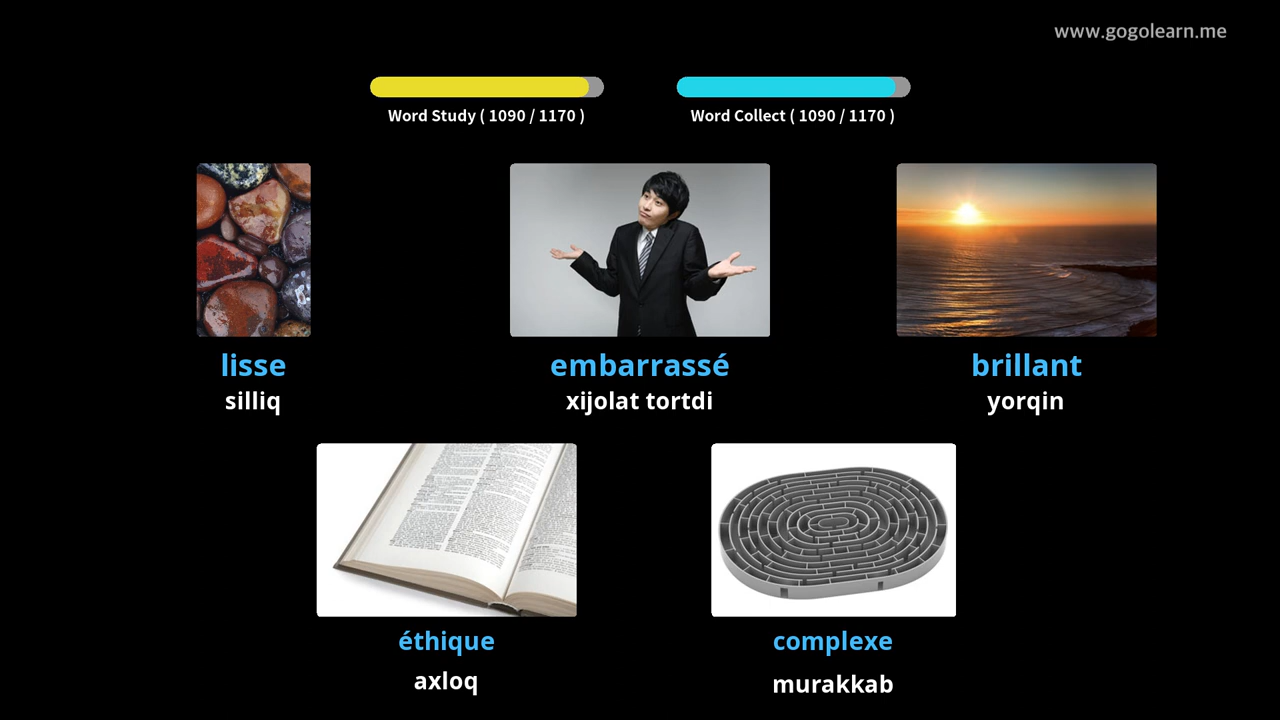 www.gogolearn.me
Word Study ( 1090 / 1170 )
Word Collect ( 1090 / 1170 )
lisse
silliq
embarrassé
xijolat tortdi
brillant
yorqin
éthique
axloq
complexe
murakkab